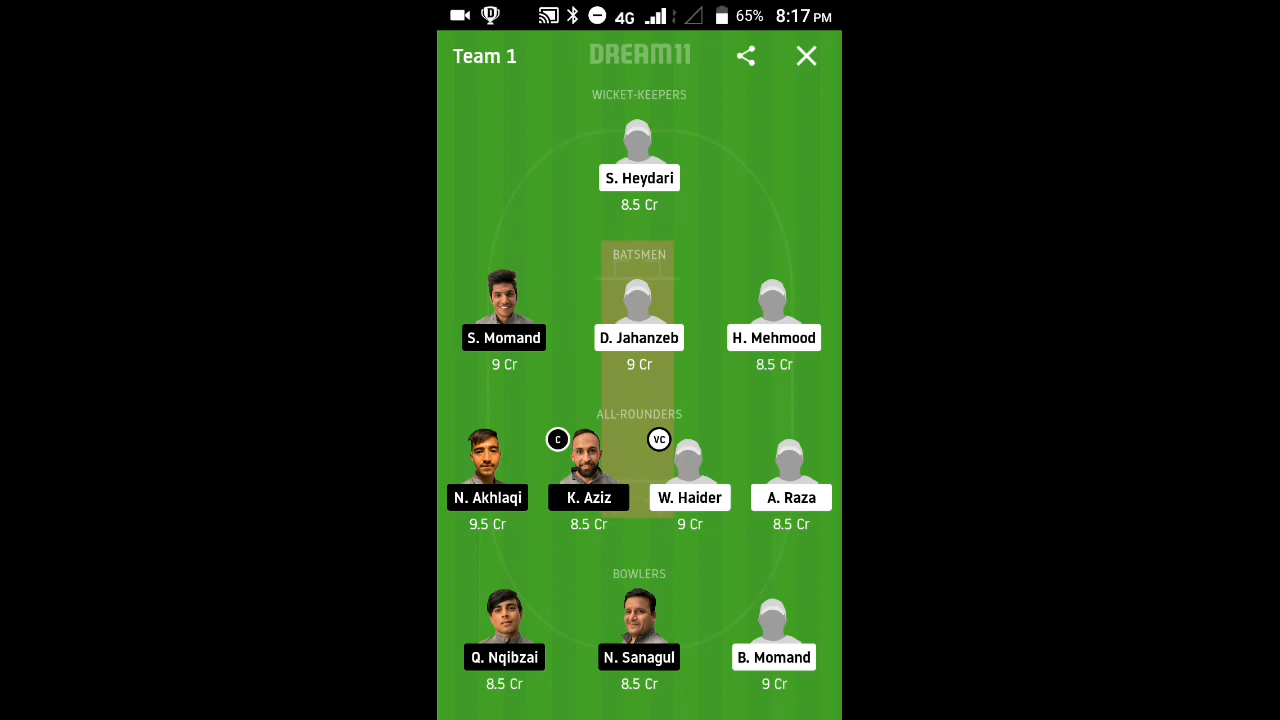 4G 65% 8:17 PM
Team 1 DREAM11
WICKET-KEEPERS
S. Heydari
8.5 Cr
BATSMEN
S. Momand D. Jahanzeb H. Mehmood
9 Cr 9 Cr 8.5 Cr
ALL-ROUNDERS
C VC
N. Akhlaqi K. Aziz W. Haider A. Raza
9.5 Cr 8.5 Cr 9 Cr 8.5 Cr
BOWLERS
Q. Nqibzai N. Sanagul B. Momand
8.5 Cr 8.5 Cr 9 Cr